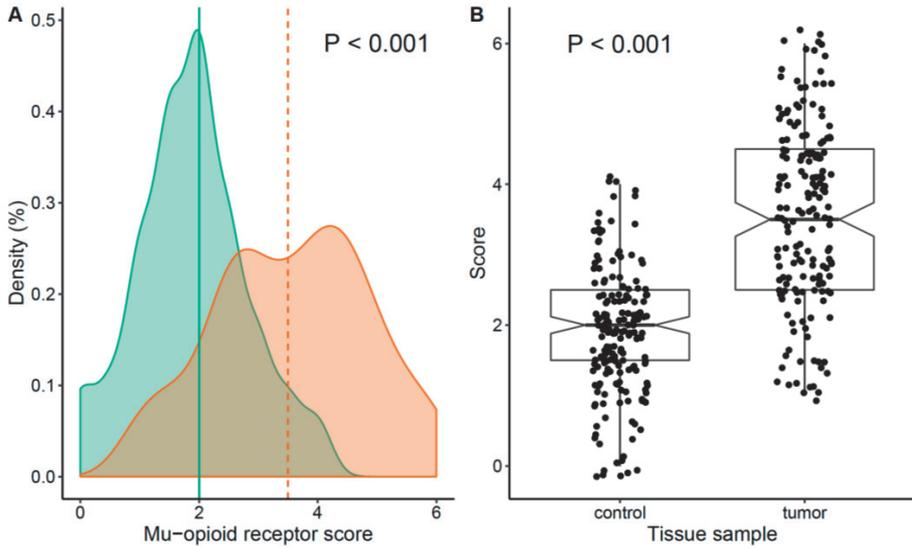 A
P < 0.001
Density (%)
0.5
0.4
0.3
0.2
0.1
0.0
0 2 4 6
Mu-opioid receptor score
B
P < 0.001
Score
6
4
2
0
control tumor
Tissue sample